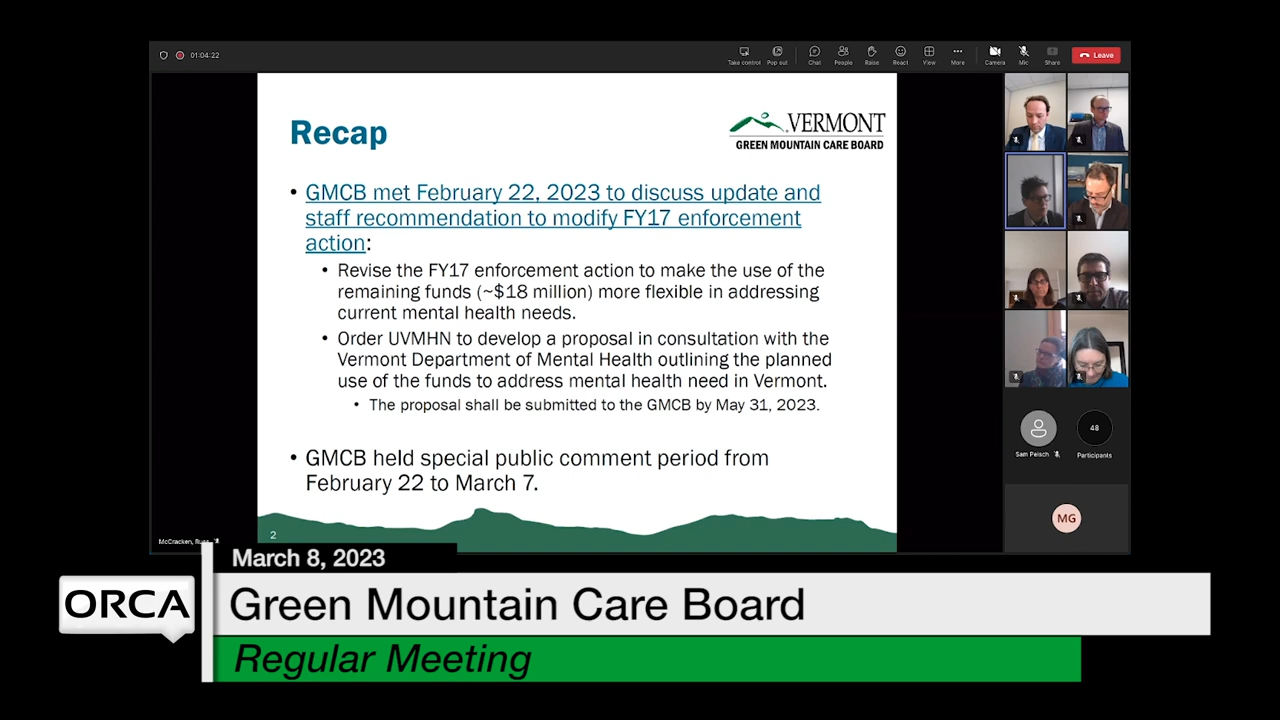 01:04:22
Take control
Pop out
Chat
People
Raise
React
View
More
Camera
Mic
Share
Leave
Recap
VERMONT
GREEN MOUNTAIN CARE BOARD
• GMCB met February 22, 2023 to discuss update and
staff recommendation to modify FY17 enforcement
action:
• Revise the FY17 enforcement action to make the use of the
remaining funds (~$18 million) more flexible in addressing
current mental health needs.
• Order UVMHN to develop a proposal in consultation with the
Vermont Department of Mental Health outlining the planned
use of the funds to address mental health need in Vermont.
• The proposal shall be submitted to the GMCB by May 31, 2023.
• GMCB held special public comment period from
February 22 to March 7.
2
Sam Peisch
48
Participants
MG
McCracken, Russ
March 8, 2023
ORCA
Green Mountain Care Board
Regular Meeting